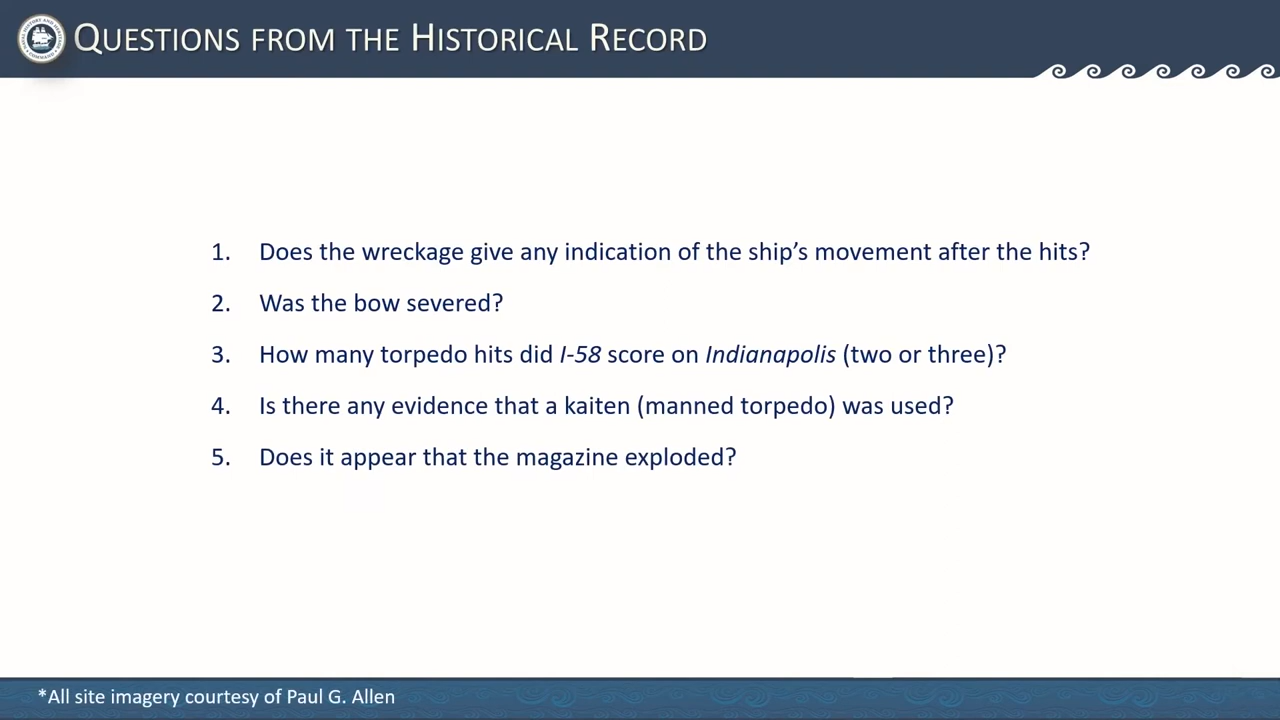 QUESTIONS FROM THE HISTORICAL RECORD
1. Does the wreckage give any indication of the ship’s movement after the hits?
2. Was the bow severed?
3. How many torpedo hits did I-58 score on Indianapolis (two or three)?
4. Is there any evidence that a kaiten (manned torpedo) was used?
5. Does it appear that the magazine exploded?
*All site imagery courtesy of Paul G. Allen